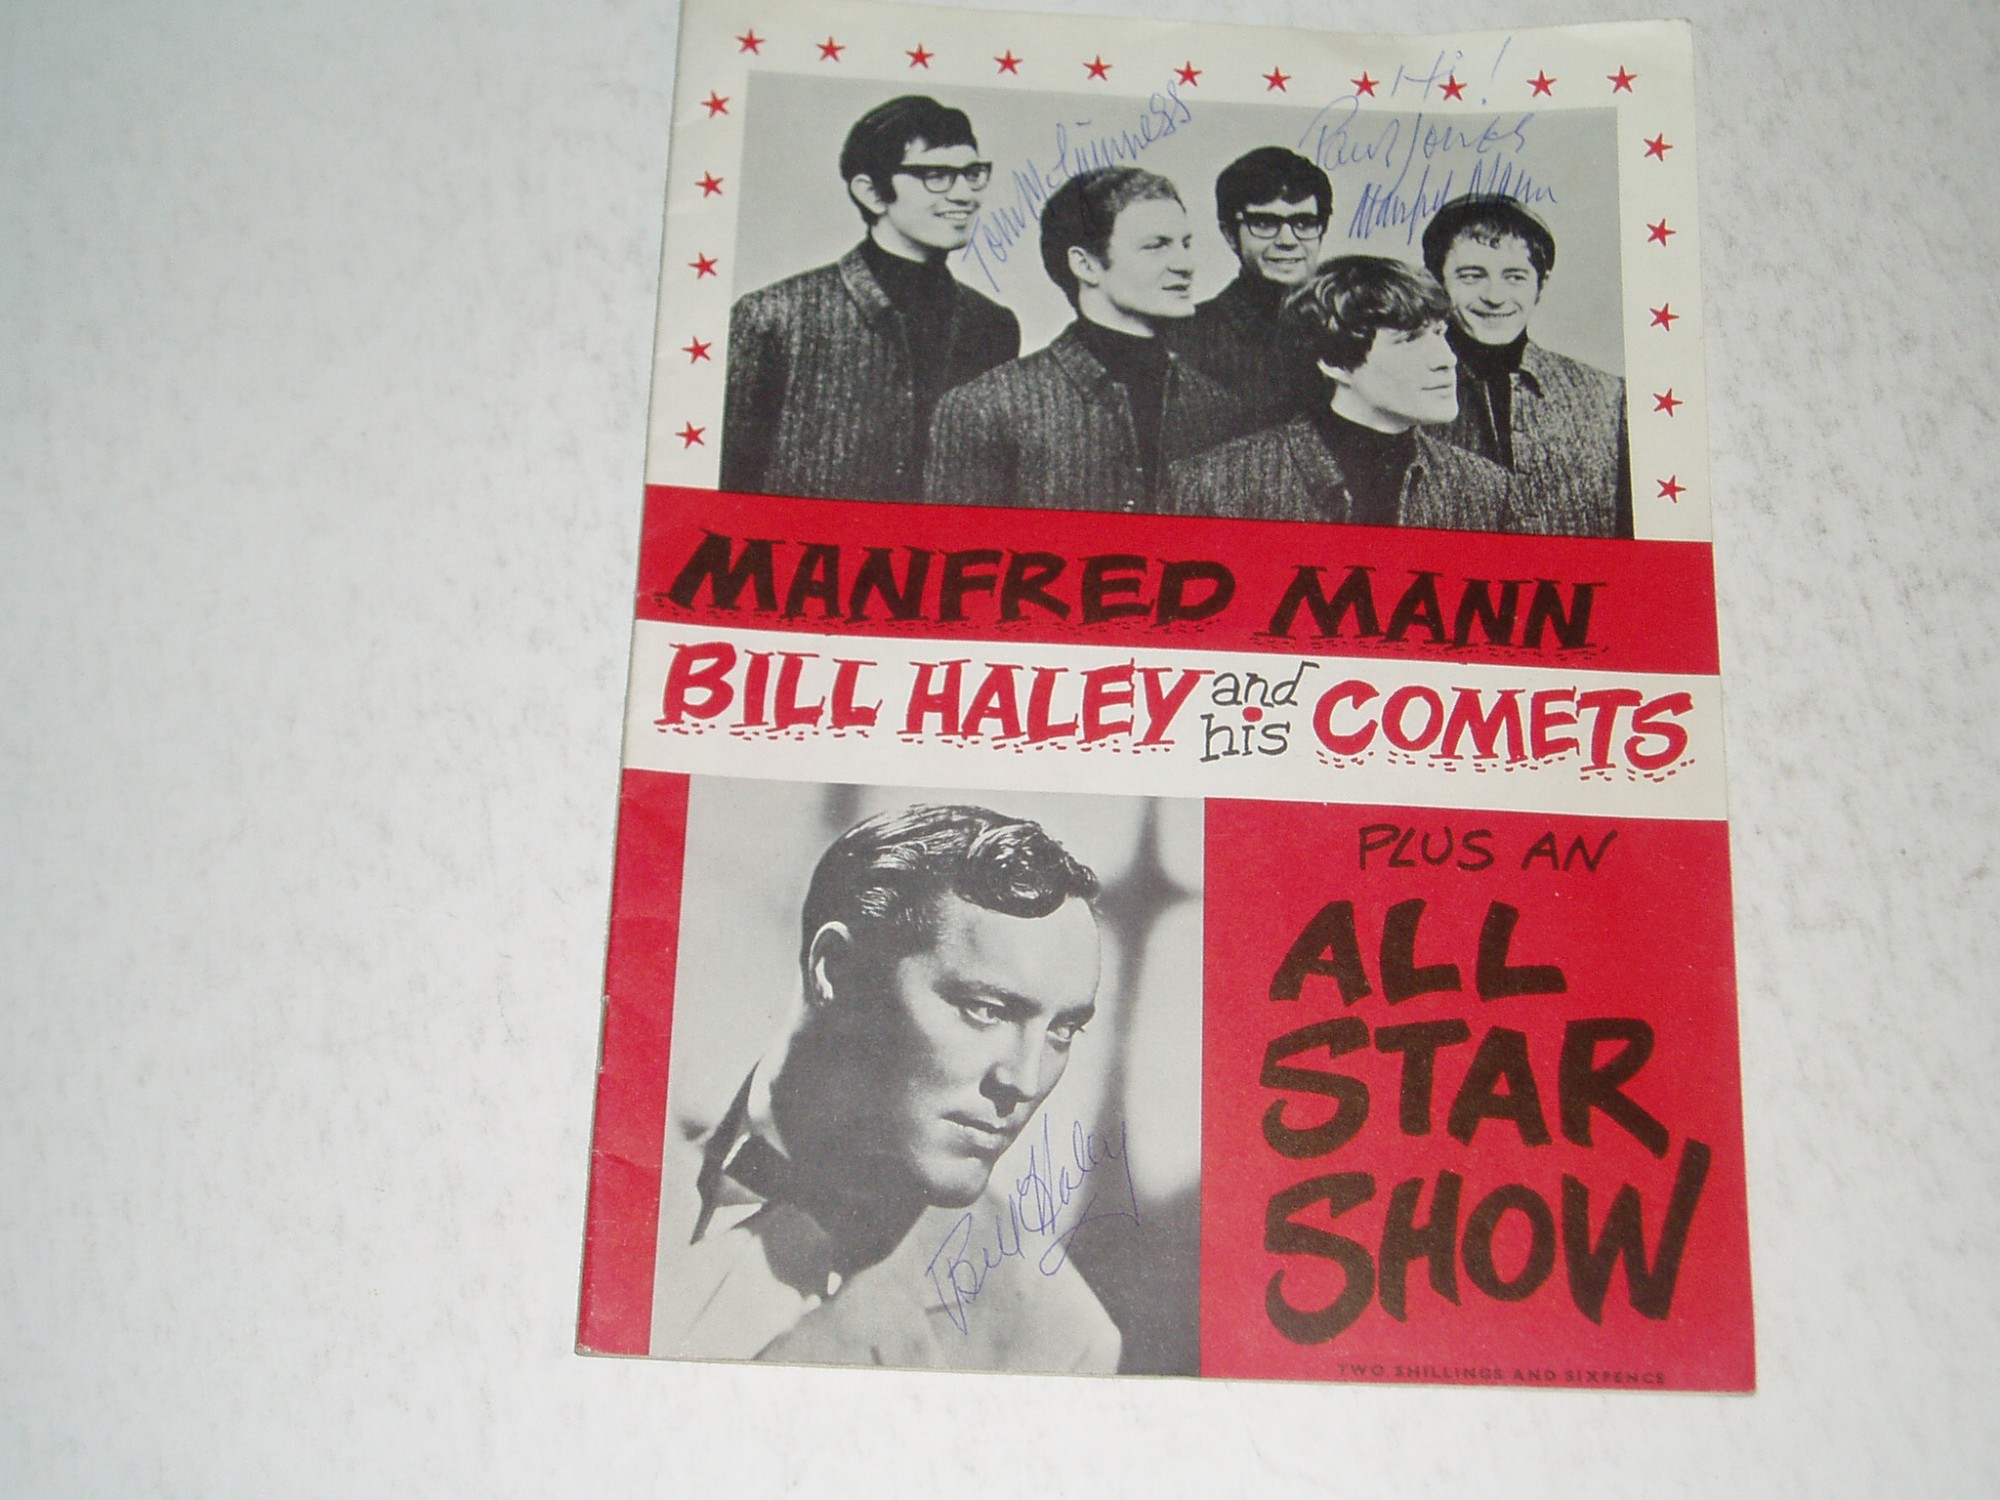 Hi!
Tom McGuinness
Paul Jones
Manfred Mann
MANFRED MANN
BILL HALEY and his COMETS
PLUS AN
ALL
STAR
SHOW
Bill Haley
TWO SHILLINGS AND SIXPENCE